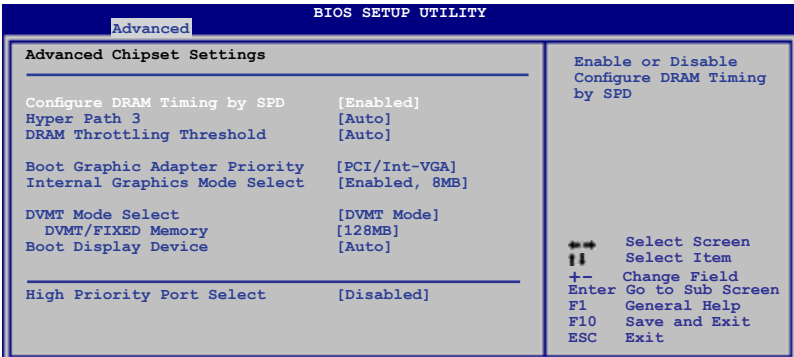 BIOS SETUP UTILITY
Advanced
Advanced Chipset Settings
Configure DRAM Timing by SPD [Enabled]
Hyper Path 3 [Auto]
DRAM Throttling Threshold [Auto]
Boot Graphic Adapter Priority [PCI/Int-VGA]
Internal Graphics Mode Select [Enabled, 8MB]
DVMT Mode Select [DVMT Mode]
DVMT/FIXED Memory [128MB]
Boot Display Device [Auto]
High Priority Port Select [Disabled]
Enable or Disable
Configure DRAM Timing
by SPD
Select Screen
Select Item
+- Change Field
Enter Go to Sub Screen
F1 General Help
F10 Save and Exit
ESC Exit